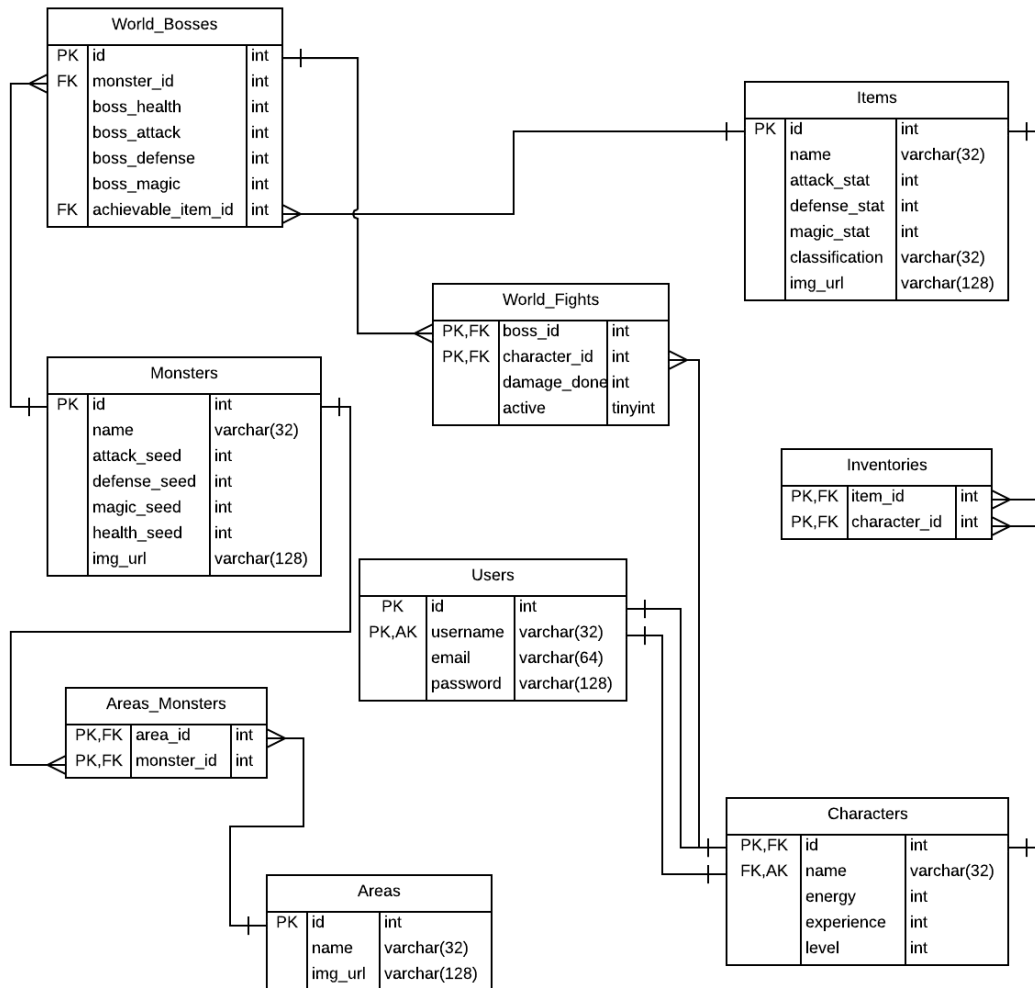 World_Bosses
PK id int
FK monster_id int
boss_health int
boss_attack int
boss_defense int
boss_magic int
FK achievable_item_id int
Items
PK id int
name varchar(32)
attack_stat int
defense_stat int
magic_stat int
classification varchar(32)
img_url varchar(128)
World_Fights
PK,FK boss_id int
PK,FK character_id int
damage_done int
active tinyint
Monsters
PK id int
name varchar(32)
attack_seed int
defense_seed int
magic_seed int
health_seed int
img_url varchar(128)
Inventories
PK,FK item_id int
PK,FK character_id int
Users
PK id int
PK,AK username varchar(32)
email varchar(64)
password varchar(128)
Areas_Monsters
PK,FK area_id int
PK,FK monster_id int
Characters
PK,FK id int
FK,AK name varchar(32)
energy int
experience int
level int
Areas
PK id int
name varchar(32)
img_url varchar(128)